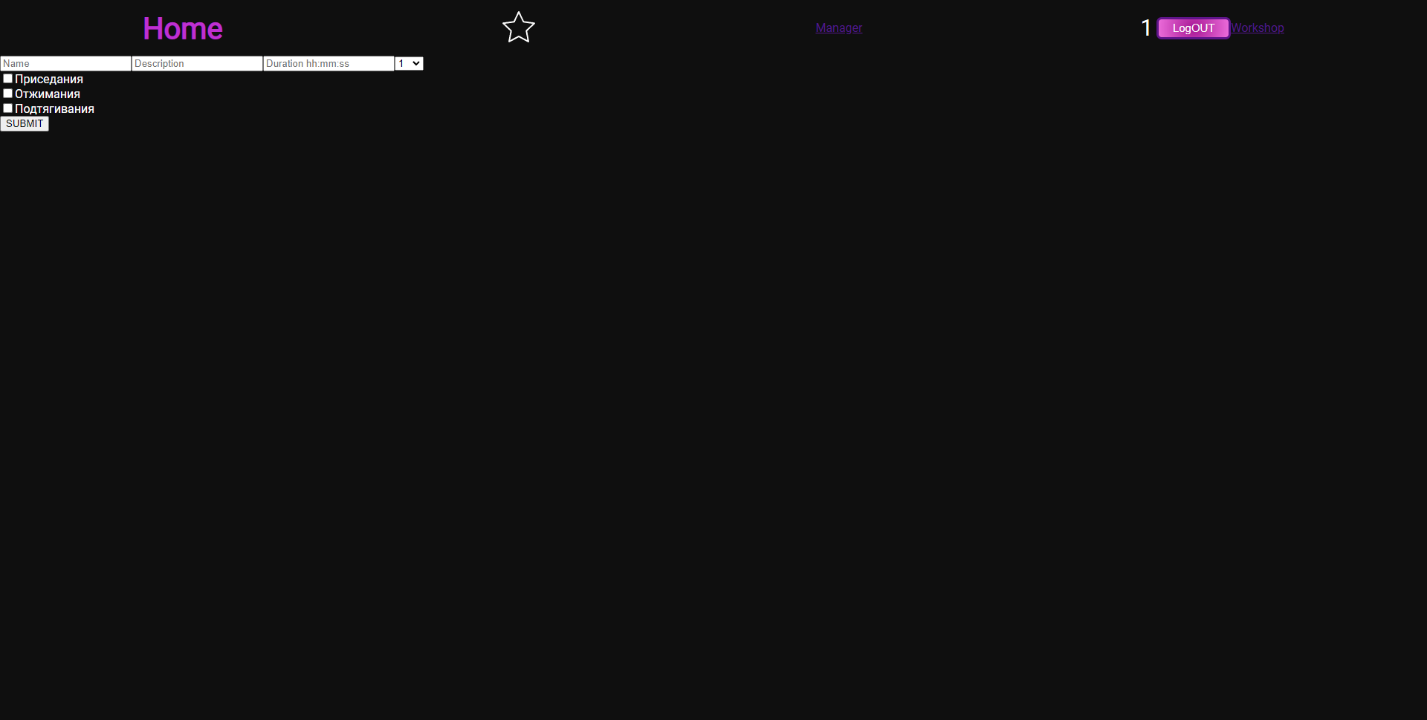 Home Manager 1 LogOUT Workshop
Name Description Duration hh:mm:ss 1
Приседания
Отжимания
Подтягивания
SUBMIT